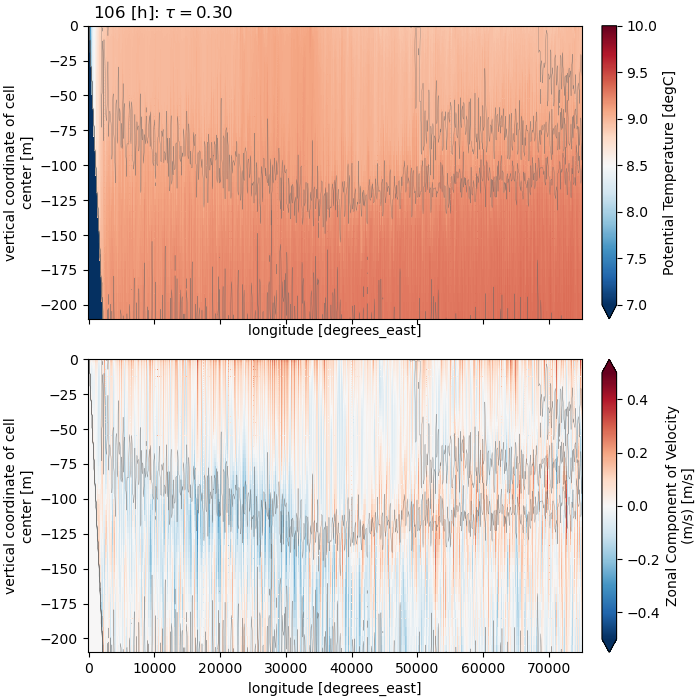 106 [h]: τ = 0.30
0
−25
−50
−75
−100
−125
−150
−175
−200
vertical coordinate of cell
center [m]
longitude [degrees_east]
10.0
9.5
9.0
8.5
8.0
7.5
7.0
Potential Temperature [degC]
0
−25
−50
−75
−100
−125
−150
−175
−200
vertical coordinate of cell
center [m]
0 10000 20000 30000 40000 50000 60000 70000
longitude [degrees_east]
0.4
0.2
0.0
−0.2
−0.4
Zonal Component of Velocity
(m/s) [m/s]